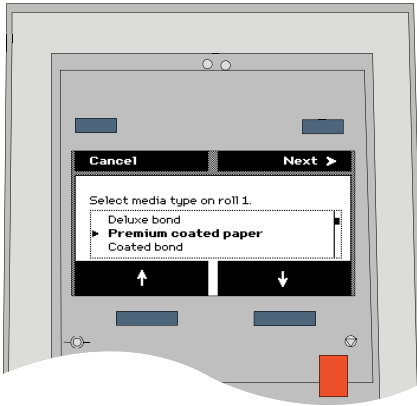 Cancel
Next
Select media type on roll 1.
Deluxe bond
Premium coated paper
Coated bond